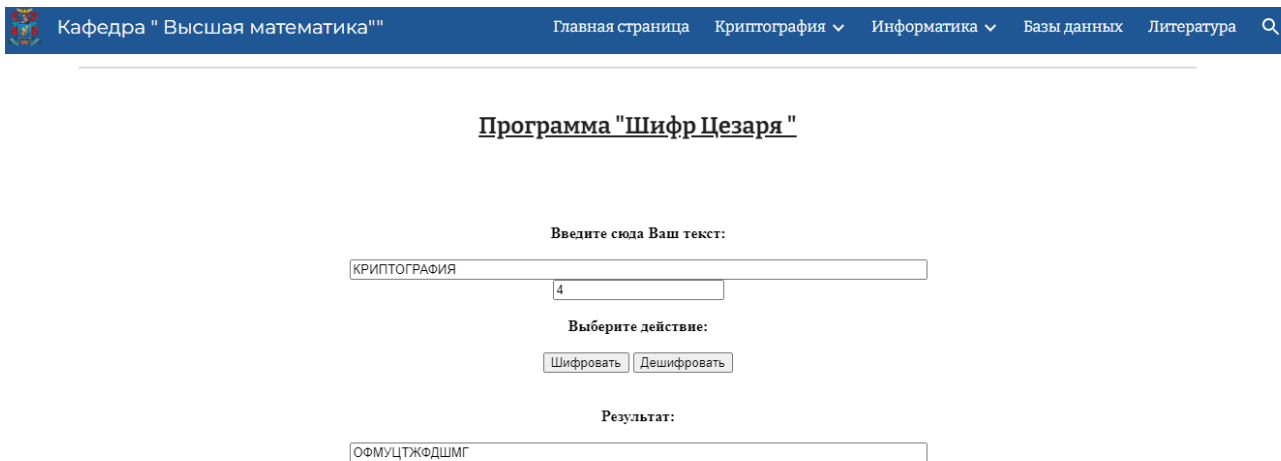 Кафедра " Высшая математика"" Главная страница Криптография Информатика Базы данных Литература
Программа "Шифр Цезаря "
Введите сюда Ваш текст:
КРИПТОГРАФИЯ
4
Выберите действие:
Шифровать Дешифровать
Результат:
ОФМУЦТЖФДШМГ